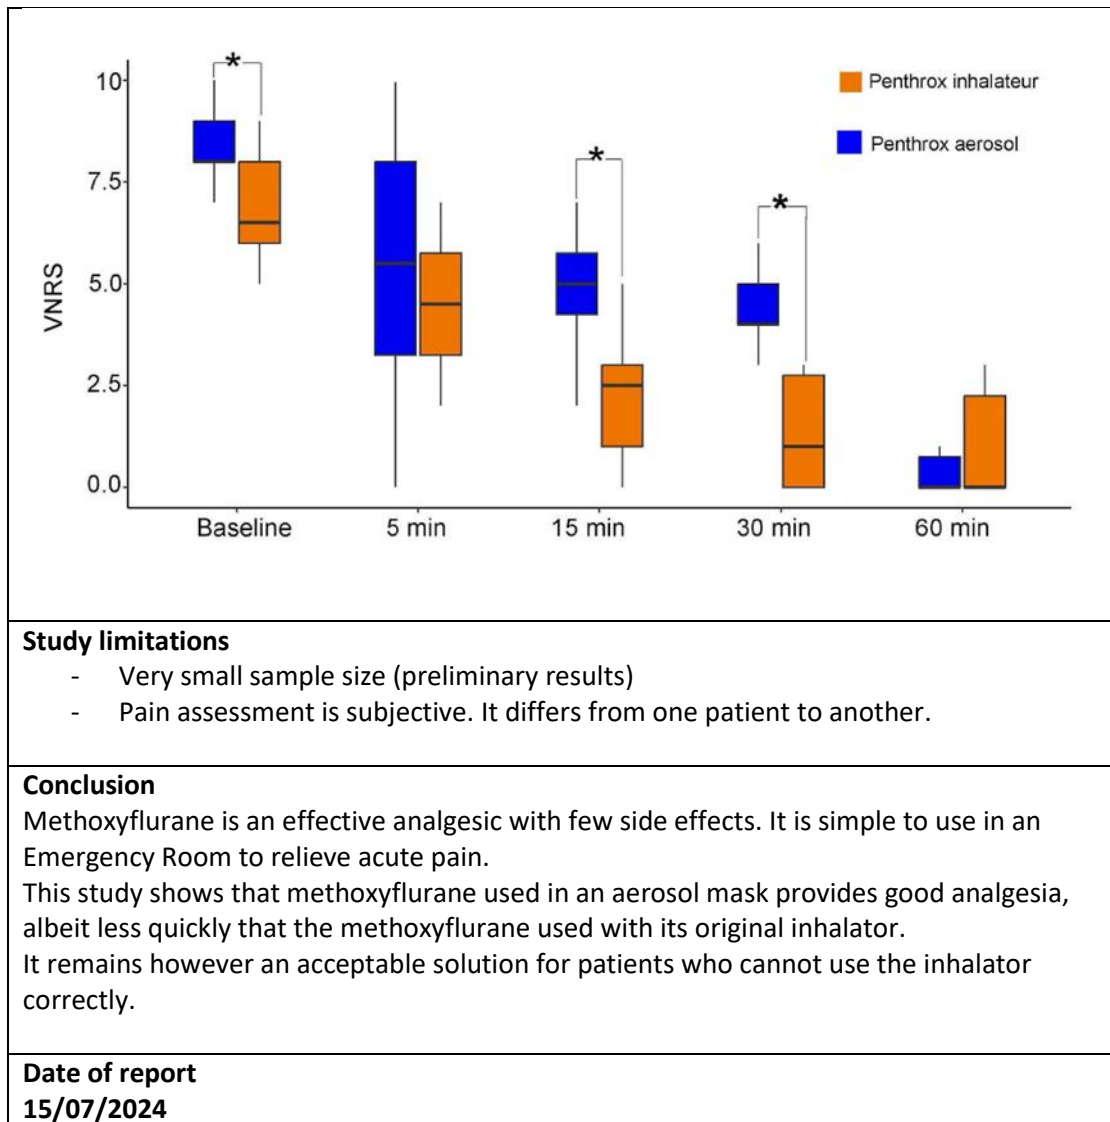 *
10
Penthrox inhalateur
Penthrox aerosol
*
7.5
*
VNRS
5.0
2.5
0.0
Baseline
5 min
15 min
30 min
60 min
Study limitations
- Very small sample size (preliminary results)
- Pain assessment is subjective. It differs from one patient to another.
Conclusion
Methoxyflurane is an effective analgesic with few side effects. It is simple to use in an
Emergency Room to relieve acute pain.
This study shows that methoxyflurane used in an aerosol mask provides good analgesia,
albeit less quickly that the methoxyflurane used with its original inhalator.
It remains however an acceptable solution for patients who cannot use the inhalator
correctly.
Date of report
15/07/2024